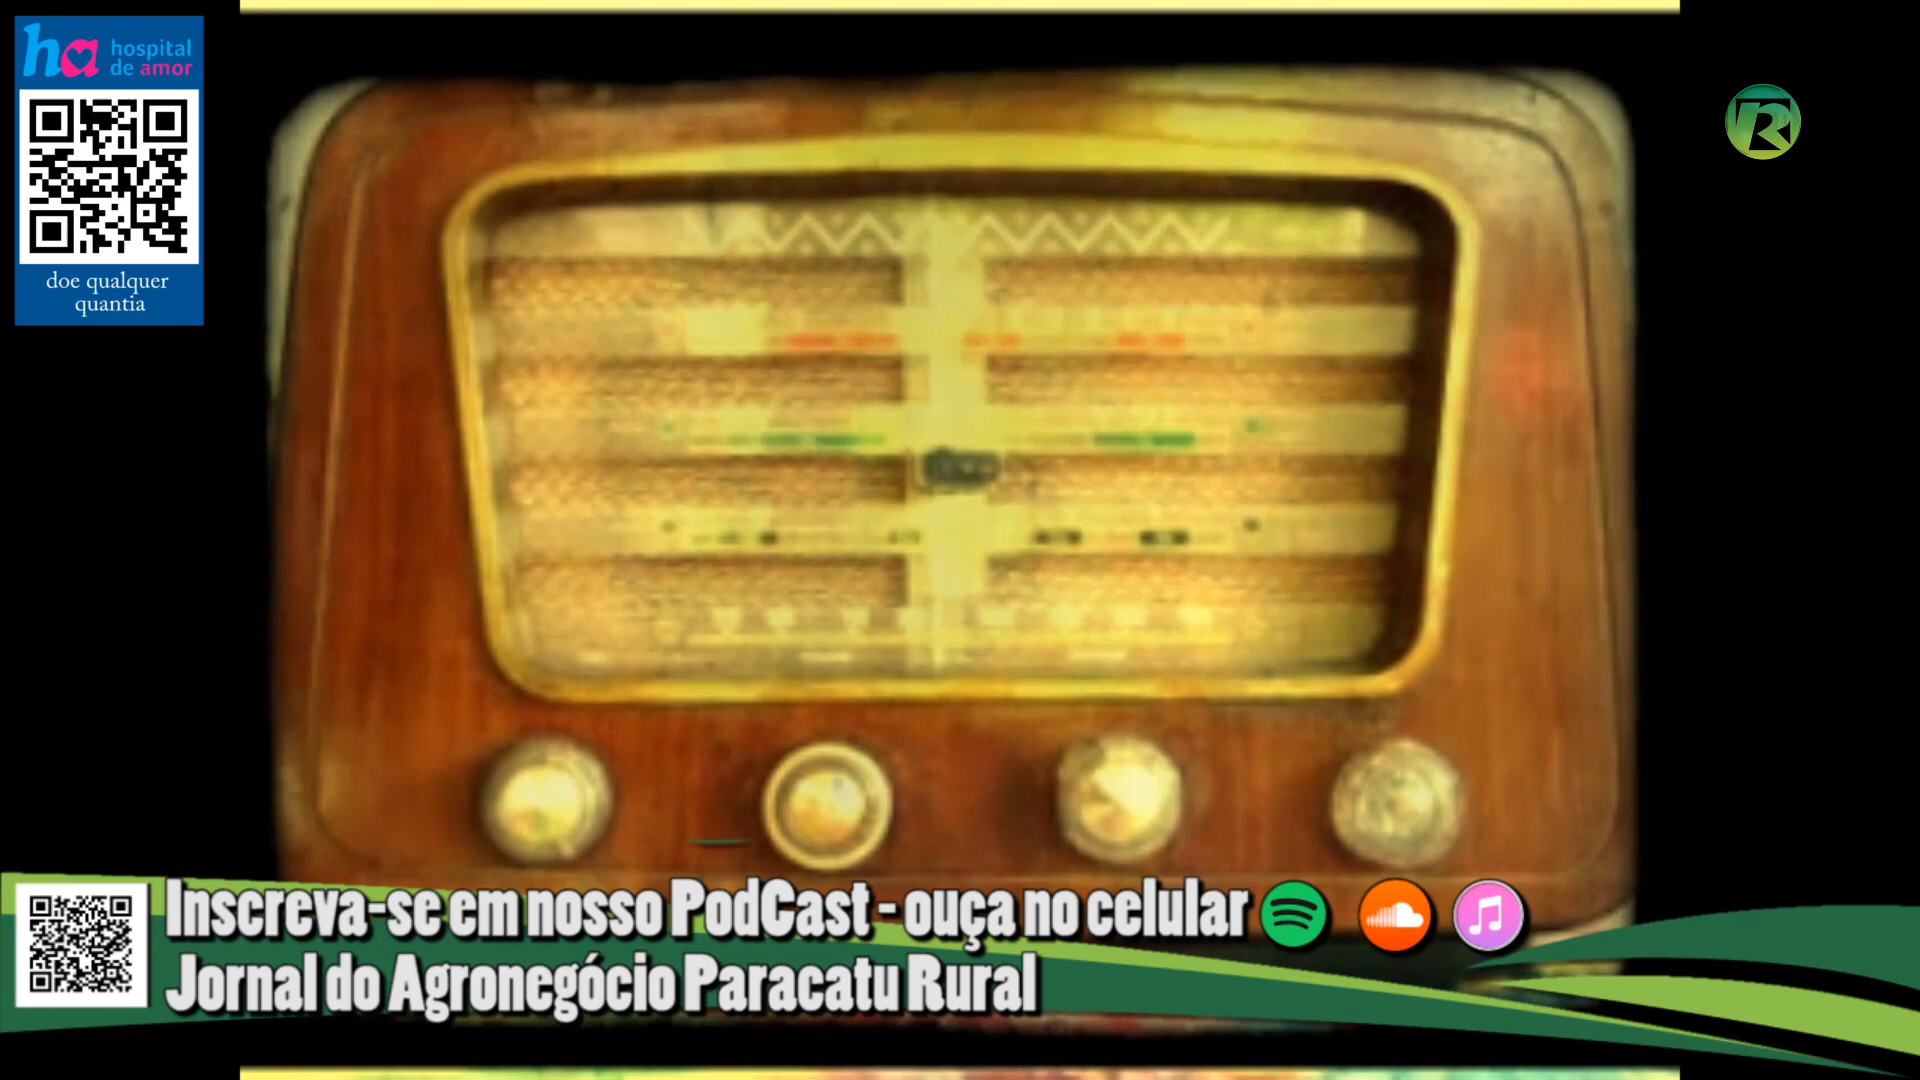 ha hospital
de amor
doe qualquer
quantia
R
Inscreva-se em nosso PodCast - ouça no celular
Jornal do Agronegócio Paracatu Rural